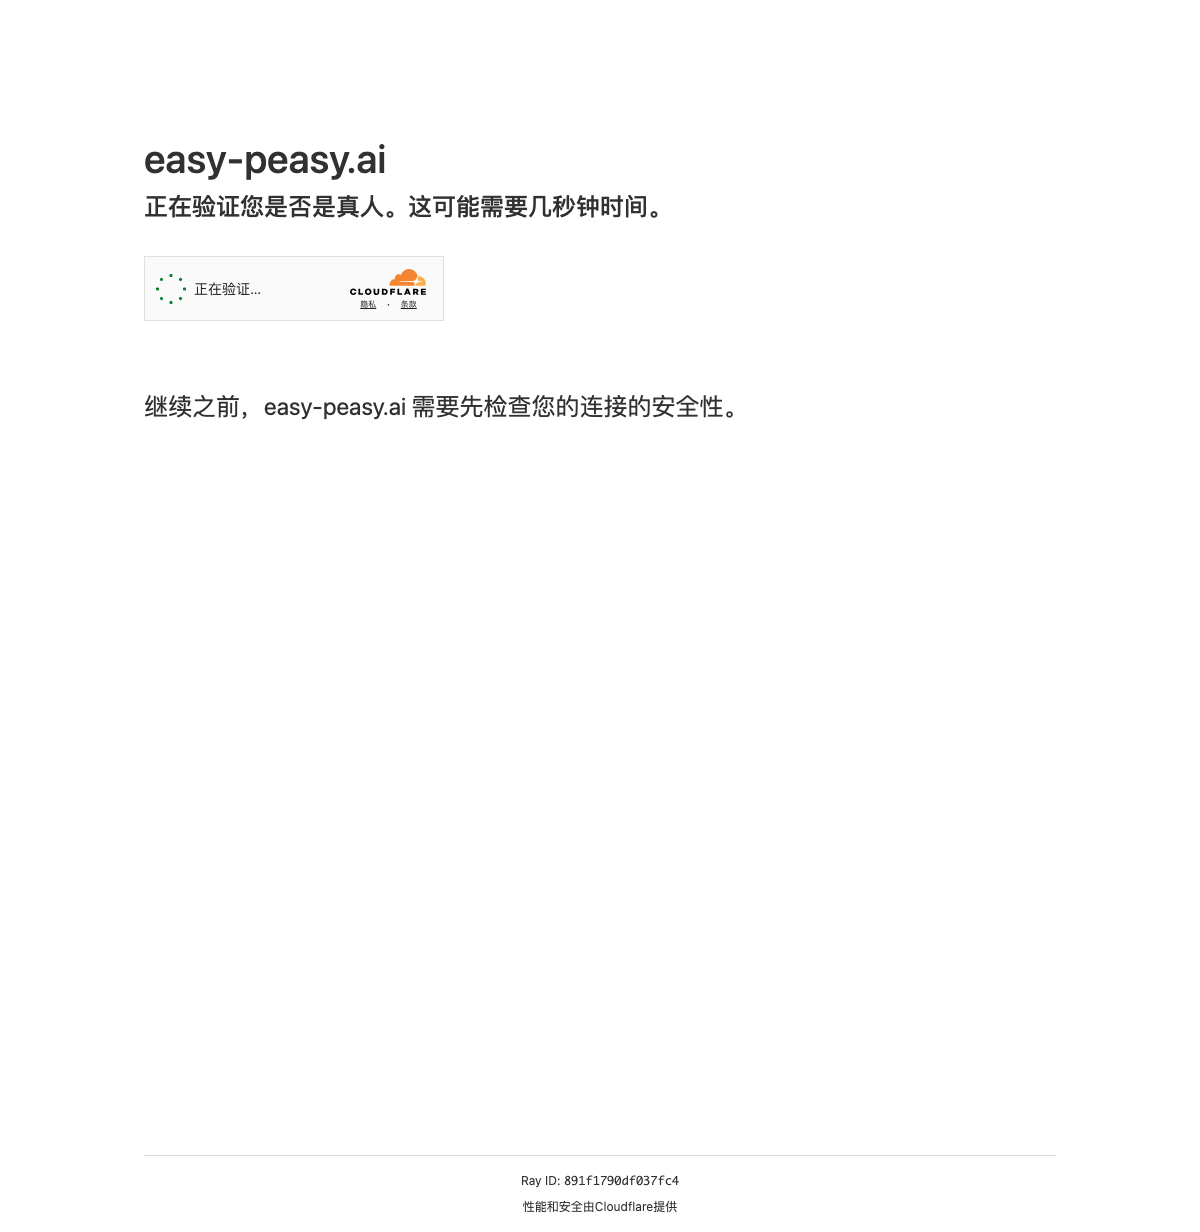 easy-peasy.ai
正在验证您是否是真人。这可能需要几秒钟时间。
正在验证...
CLOUDFLARE
隐私 • 条款
继续之前，easy-peasy.ai 需要先检查您的连接的安全性。
Ray ID: 891f1790df037fc4
性能和安全由Cloudflare提供